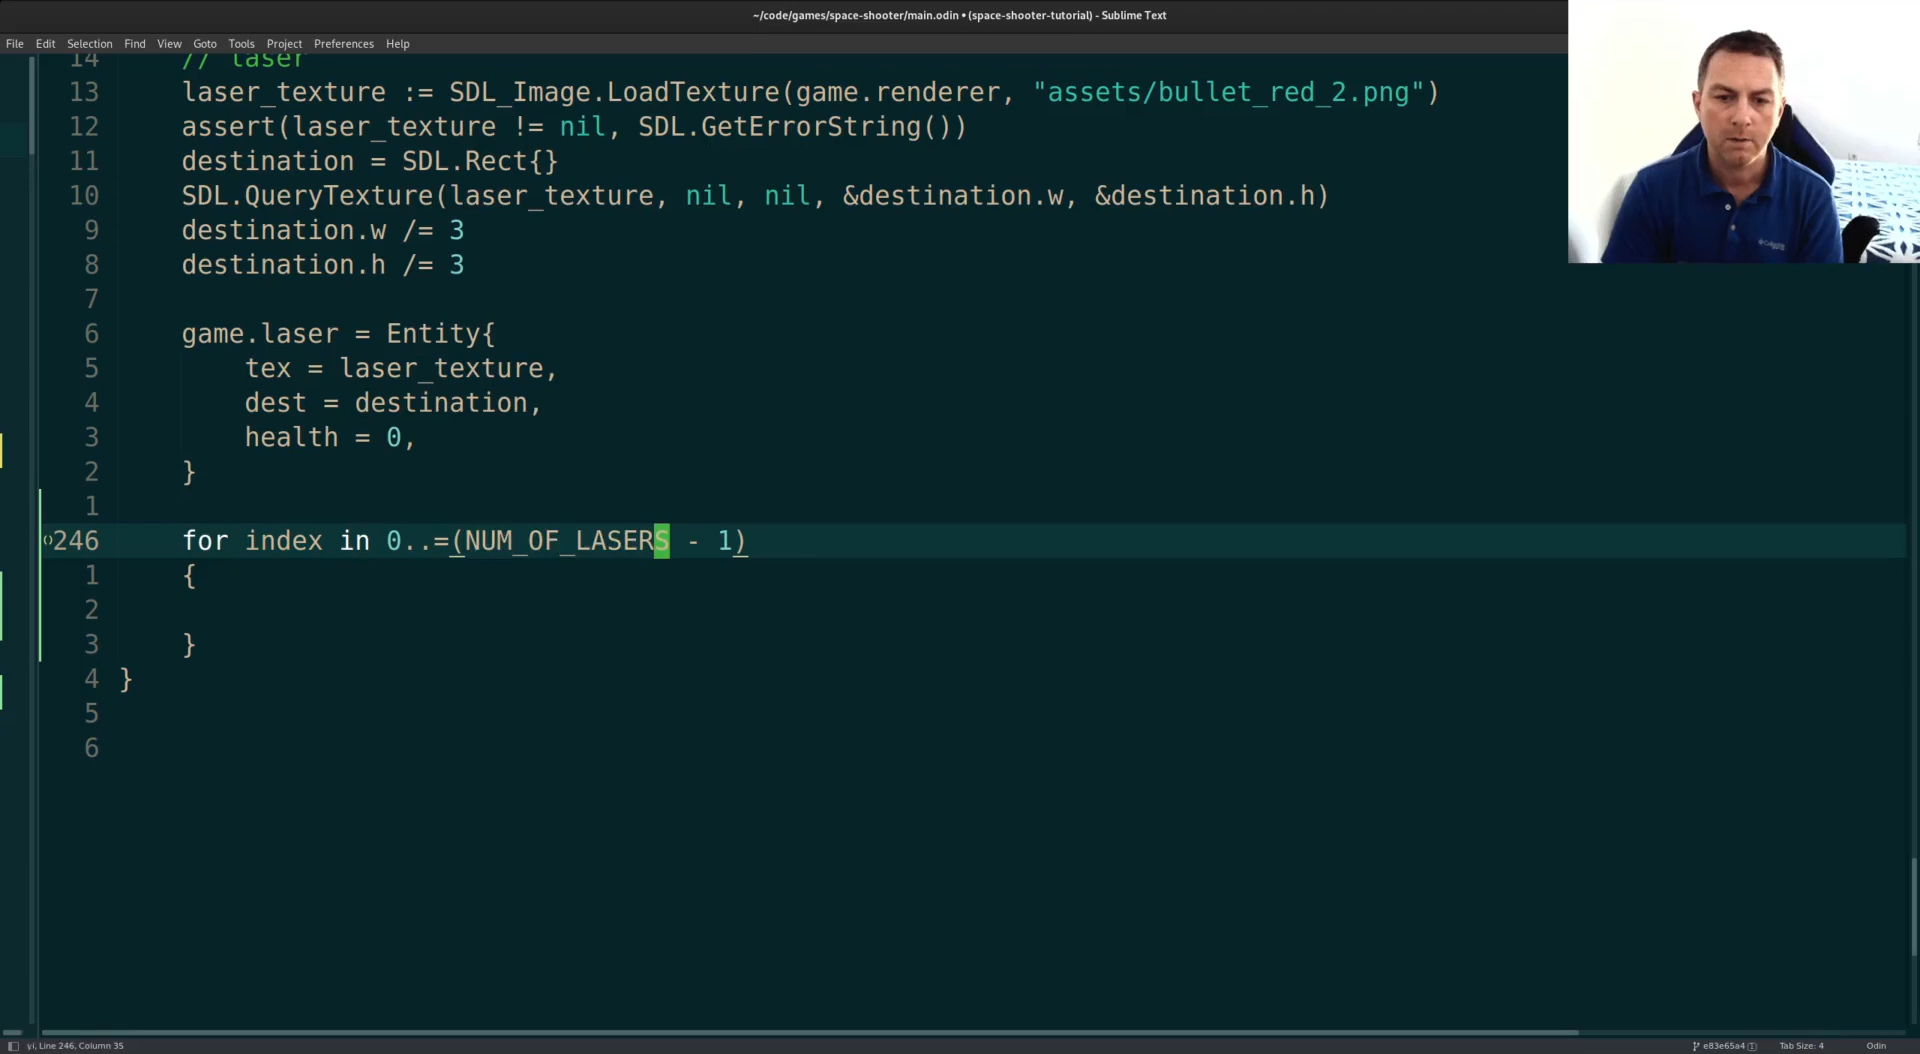 ~/code/games/space-shooter/main.odin • (space-shooter-tutorial) - Sublime Text
File Edit Selection Find View Goto Tools Project Preferences Help
14 // laser
13 laser_texture := SDL_Image.LoadTexture(game.renderer, "assets/bullet_red_2.png")
12 assert(laser_texture != nil, SDL.GetErrorString())
11 destination = SDL.Rect{}
10 SDL.QueryTexture(laser_texture, nil, nil, &destination.w, &destination.h)
9 destination.w /= 3
8 destination.h /= 3
7
6 game.laser = Entity{
5 tex = laser_texture,
4 dest = destination,
3 health = 0,
2 }
1
246 for index in 0..=(NUM_OF_LASERS - 1)
1 {
2
3 }
4 }
5
6
yi, Line 246, Column 35 e83e65a4 1 Tab Size: 4 Odin